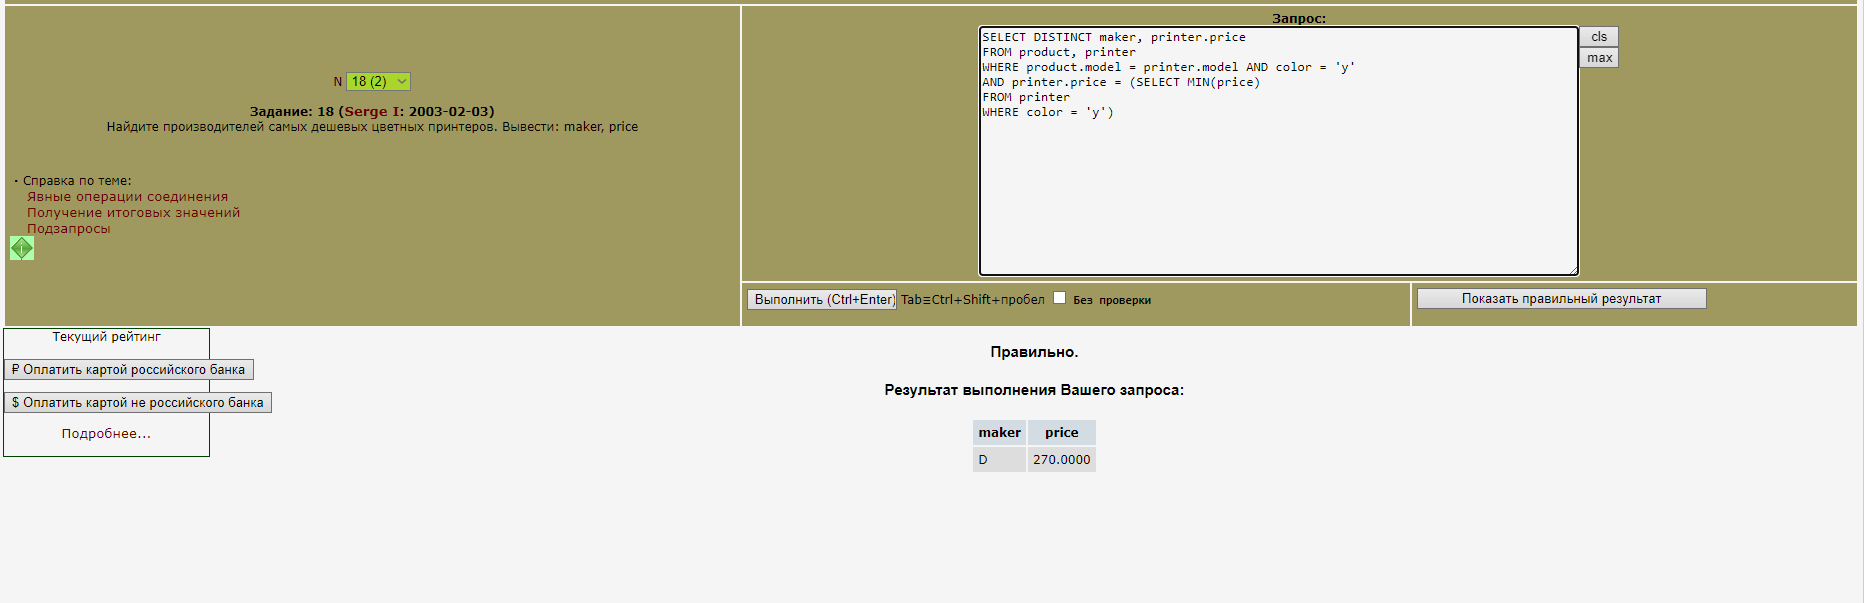 N 18 (2)
Задание: 18 (Serge I: 2003-02-03)
Найдите производителей самых дешевых цветных принтеров. Вывести: maker, price
· Справка по теме:
Явные операции соединения
Получение итоговых значений
Подзапросы
Запрос:
SELECT DISTINCT maker, printer.price
FROM product, printer
WHERE product.model = printer.model AND color = 'y'
AND printer.price = (SELECT MIN(price)
FROM printer
WHERE color = 'y')
cls
max
Выполнить (Ctrl+Enter) Tab≡Ctrl+Shift+пробел Без проверки
Показать правильный результат
Текущий рейтинг
₽ Оплатить картой российского банка
$ Оплатить картой не российского банка
Подробнее...
Правильно.
Результат выполнения Вашего запроса:
maker price
D 270.0000